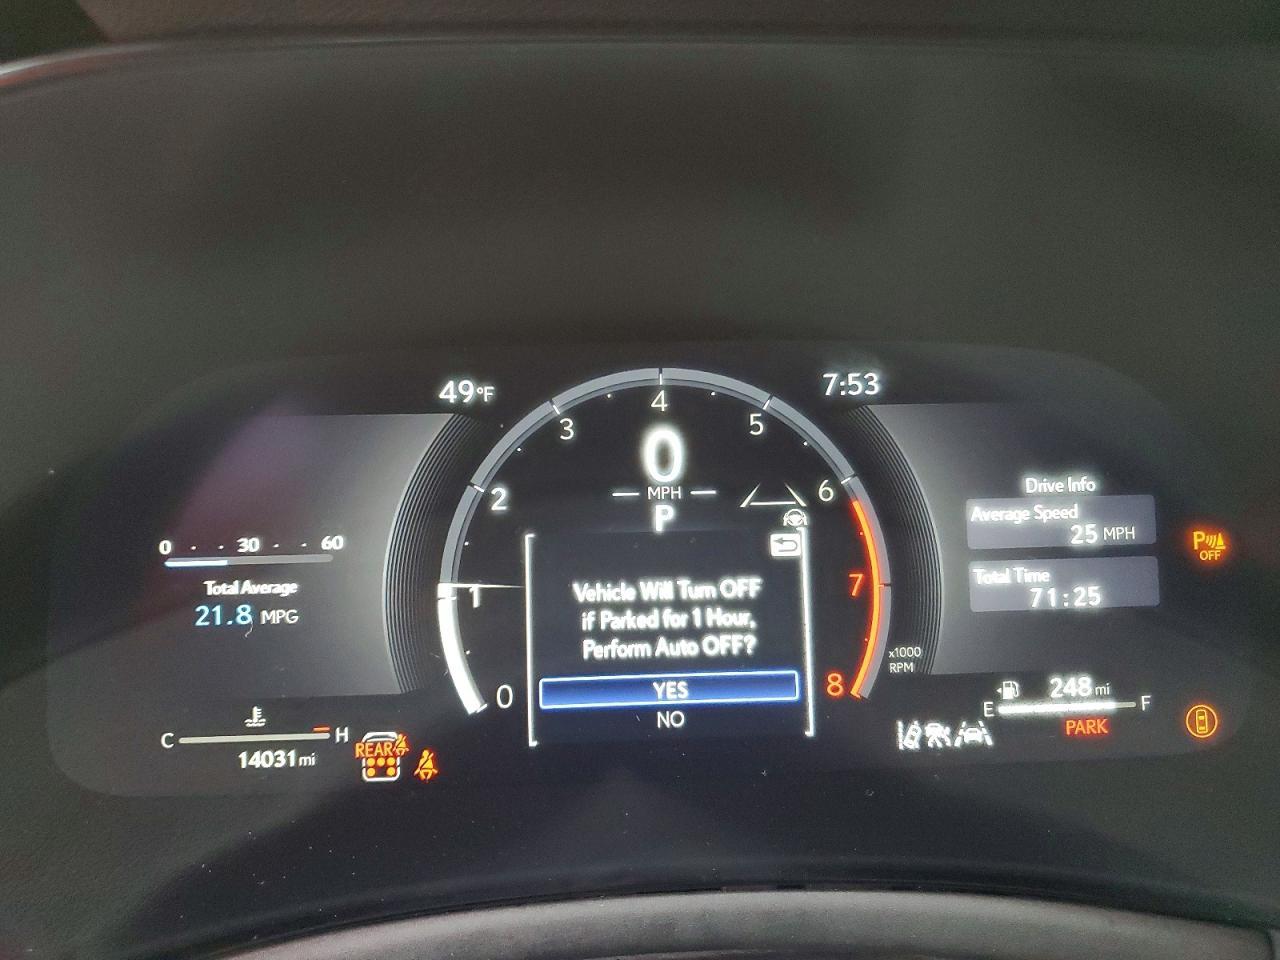 49°F
7:53
0 30 60
Total Average
21.8 MPG
C H
14031 mi
REAR
0
1
2
3
4
5
6
7
8
x1000
RPM
0
MPH
P
Vehicle Will Turn OFF
if Parked for 1 Hour,
Perform Auto OFF?
YES
NO
Drive Info
Average Speed
25 MPH
Total Time
71:25
248 mi
E F
PARK
P
OFF